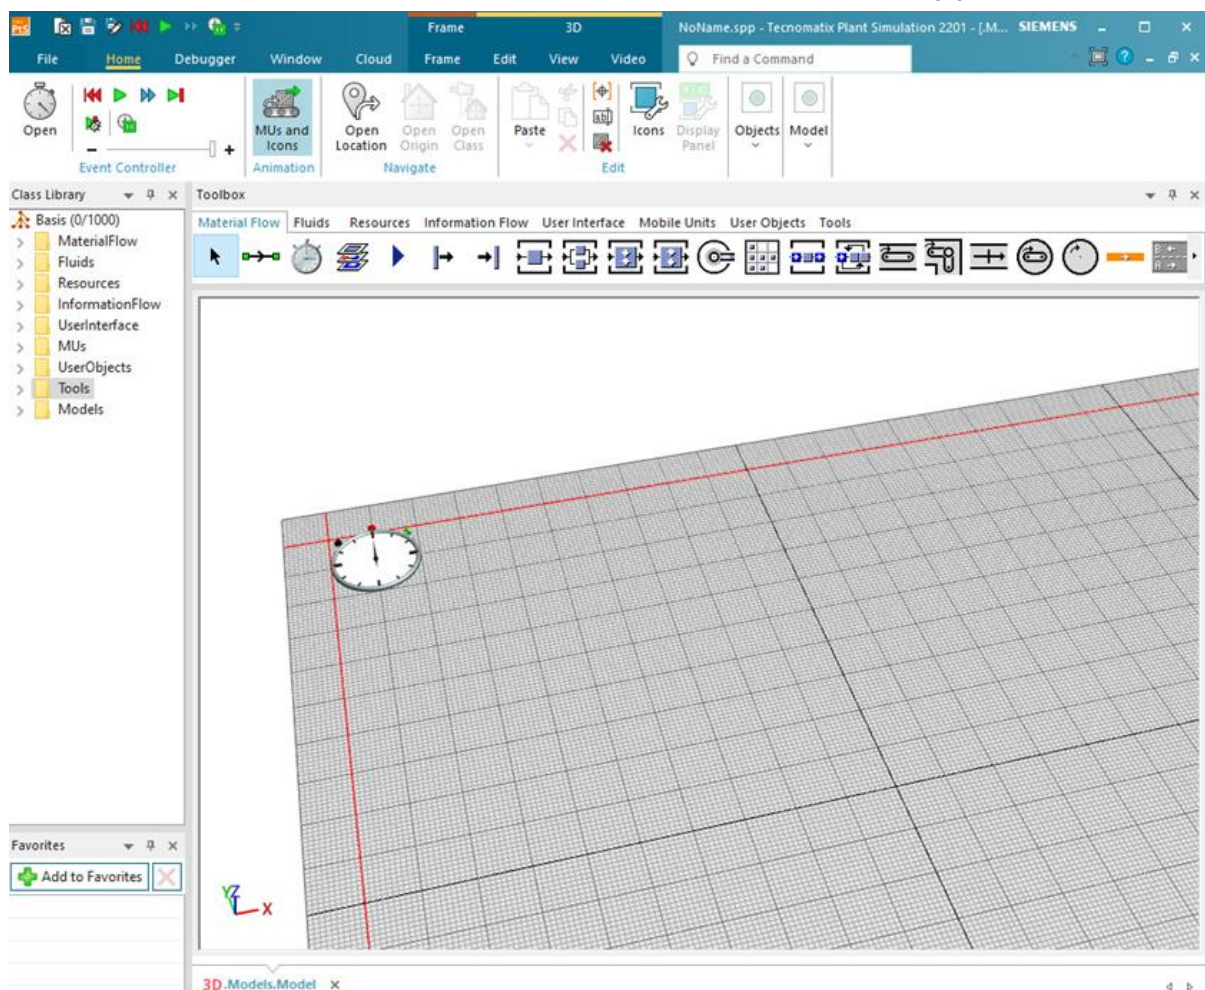 Frame 3D NoName.spp - Tecnomatix Plant Simulation 2201 - [.M... SIEMENS
File Home Debugger Window Cloud Frame Edit View Video Find a Command
Open
MUs and Icons
Open Location
Open Origin
Open Class
Paste
Icons
Display Panel
Objects
Model
Event Controller Animation Navigate Edit
Class Library
Basis (0/1000)
MaterialFlow
Fluids
Resources
InformationFlow
UserInterface
MUs
UserObjects
Tools
Models
Toolbox
Material Flow Fluids Resources Information Flow User Interface Mobile Units User Objects Tools
Favorites
Add to Favorites
Y Z
X
3D .Models.Model